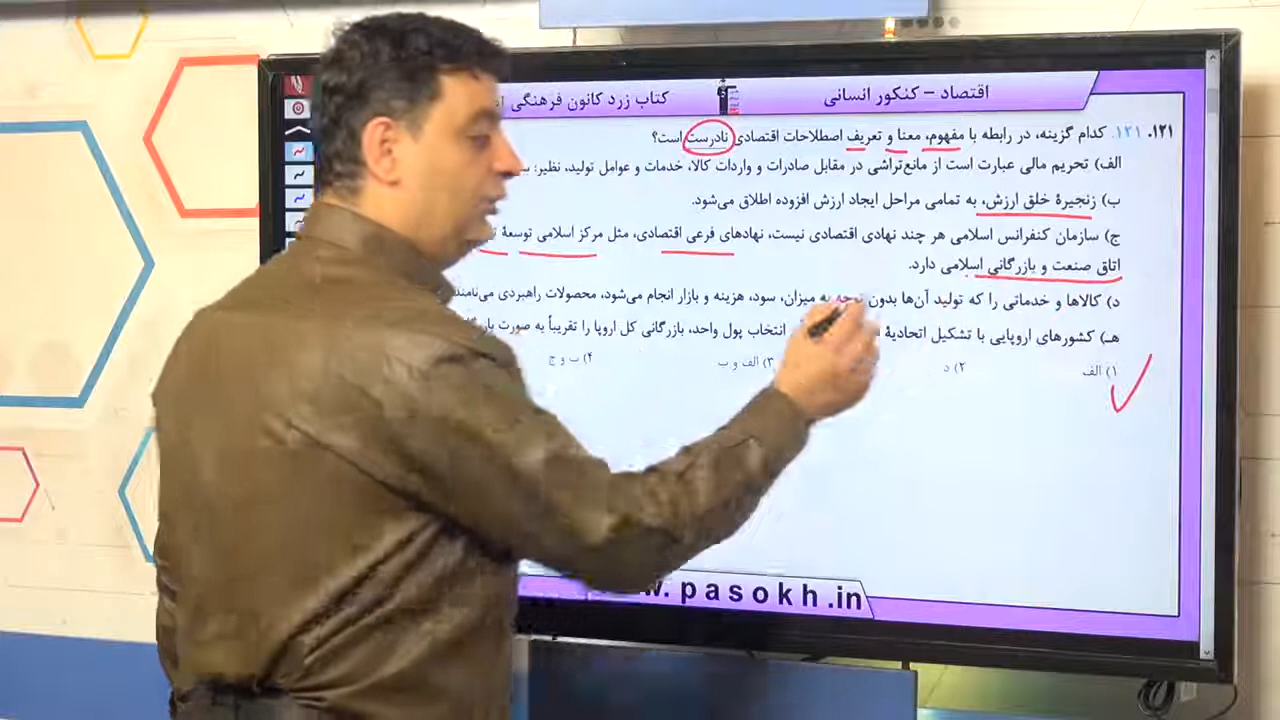 اقتصاد – کنکور انسانی
کتاب زرد کانون فرهنگی
۱۲۱. ۱۲۱. کدام گزینه، در رابطه با مفهوم، معنا و تعریف اصطلاحات اقتصادی نادرست است؟
الف) تحریم مالی عبارت است از مانع‌تراشی در مقابل صادرات و واردات کالا، خدمات و عوامل تولید، نظیر:
ب) زنجیرهٔ خلق ارزش، به تمامی مراحل ایجاد ارزش افزوده اطلاق می‌شود.
ج) سازمان کنفرانس اسلامی هر چند نهادی اقتصادی نیست، نهادهای فرعی اقتصادی، مثل مرکز اسلامی توسعهٔ
اتاق صنعت و بازرگانی اسلامی دارد.
د) کالاها و خدماتی را که تولید آن‌ها بدون توجه به میزان، سود، هزینه و بازار انجام می‌شود، محصولات راهبردی می‌نامند
هـ) کشورهای اروپایی با تشکیل اتحادیهٔ انتخاب پول واحد، بازرگانی کل اروپا را تقریباً به صورت
۱) الف ۲) د ۳) الف و ب ۴) ب و ج
w. pasokh.in